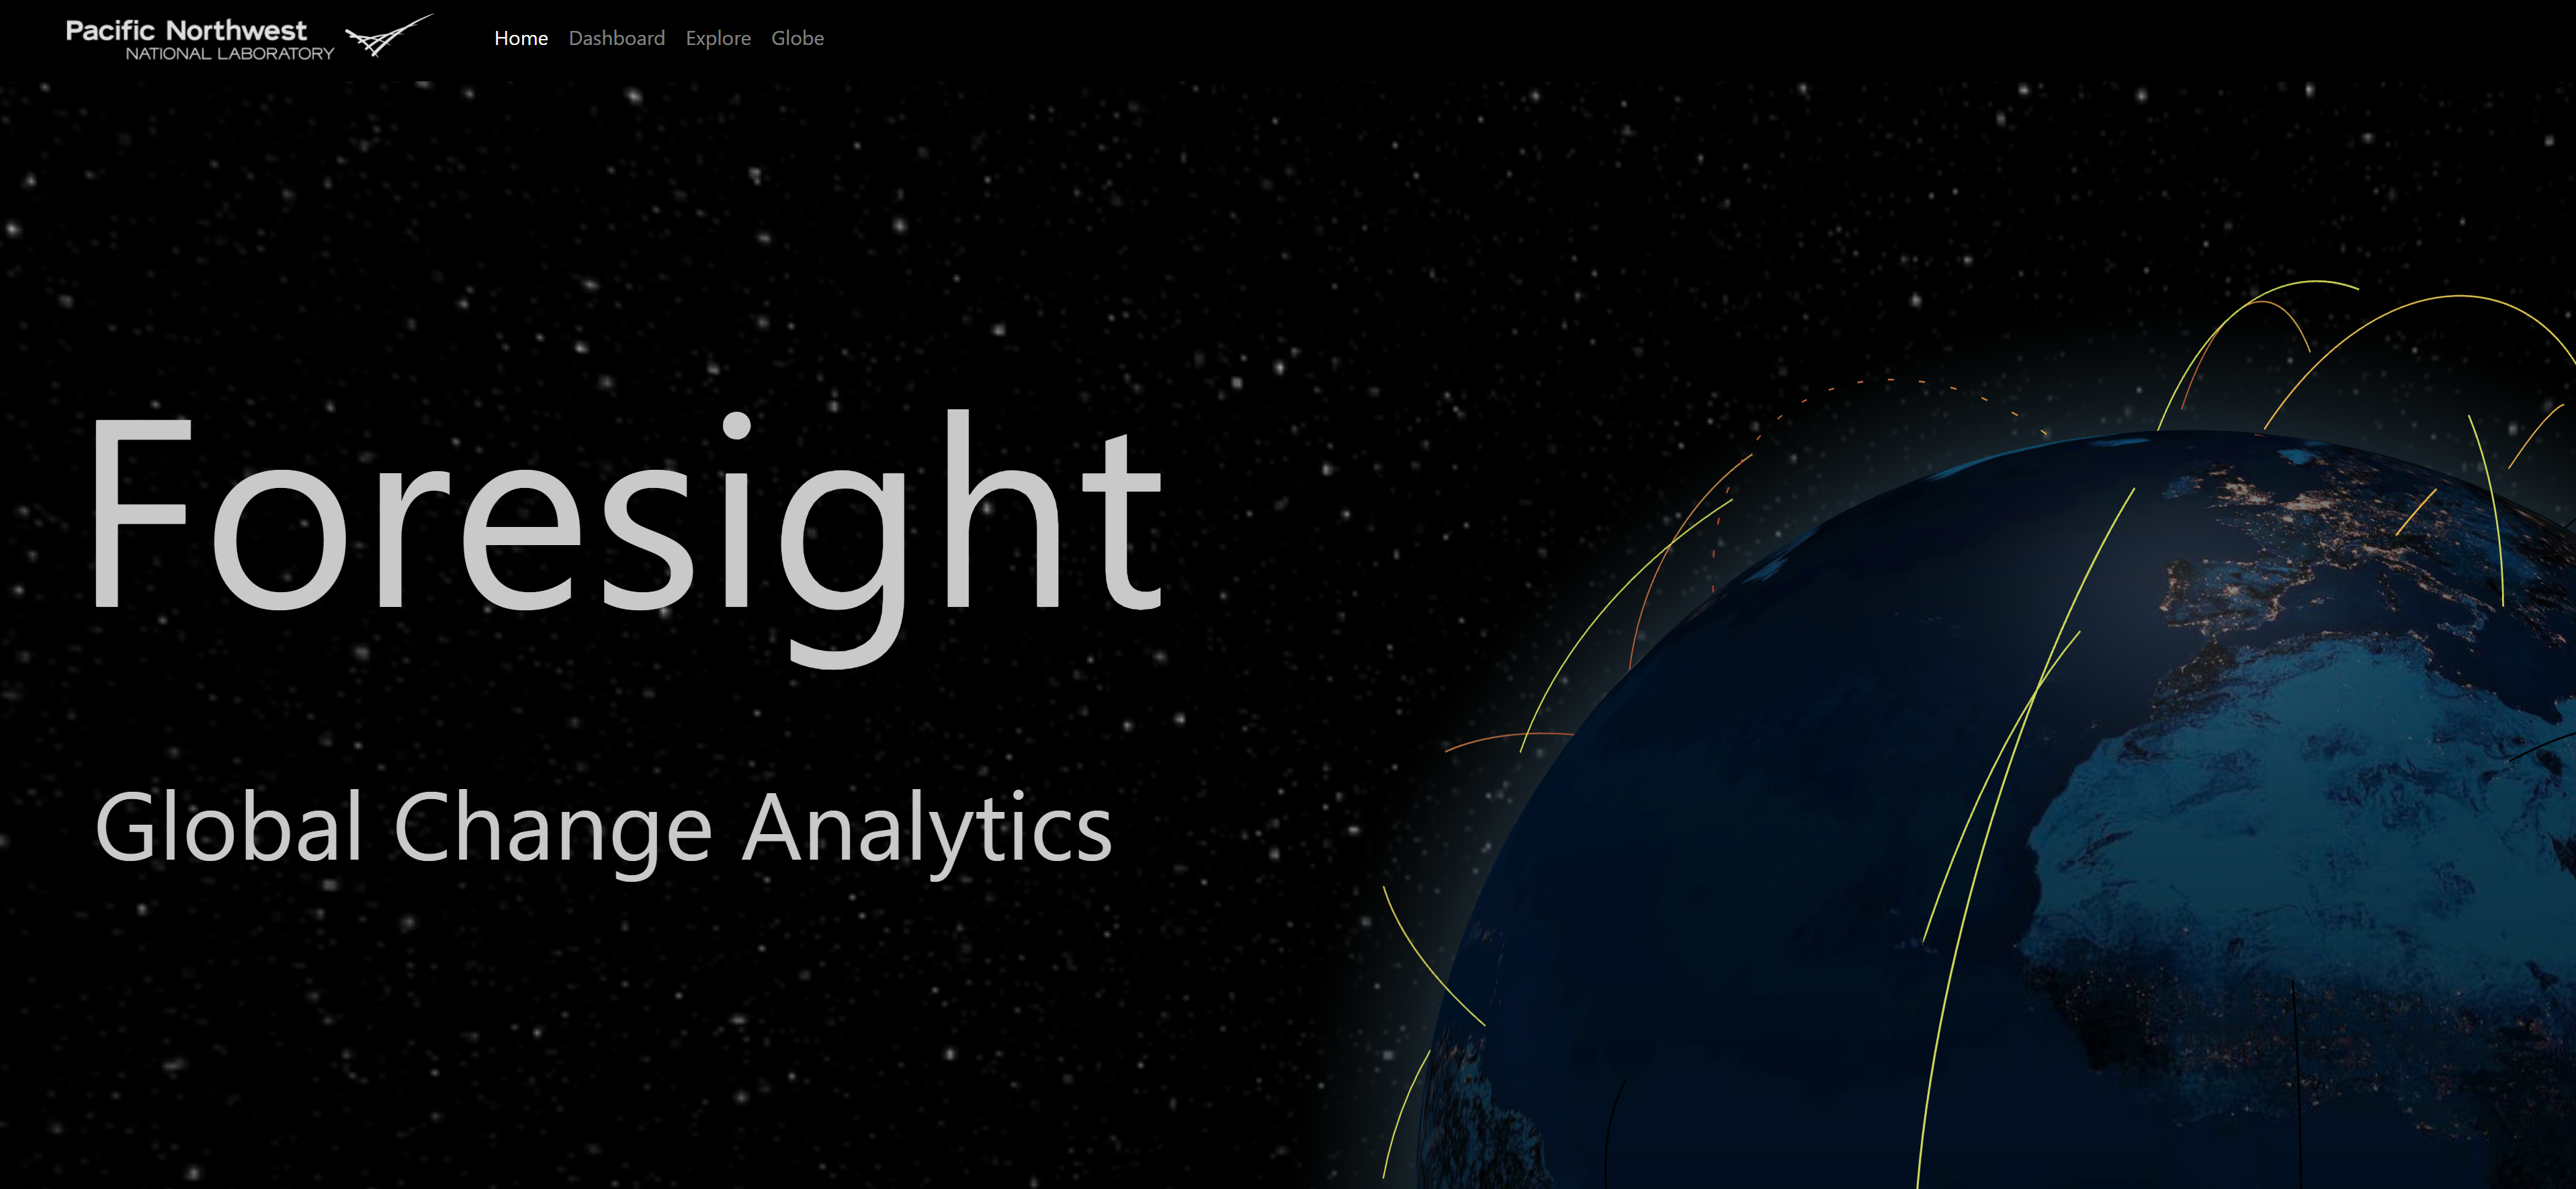 Pacific Northwest
NATIONAL LABORATORY
Home Dashboard Explore Globe
Foresight
Global Change Analytics